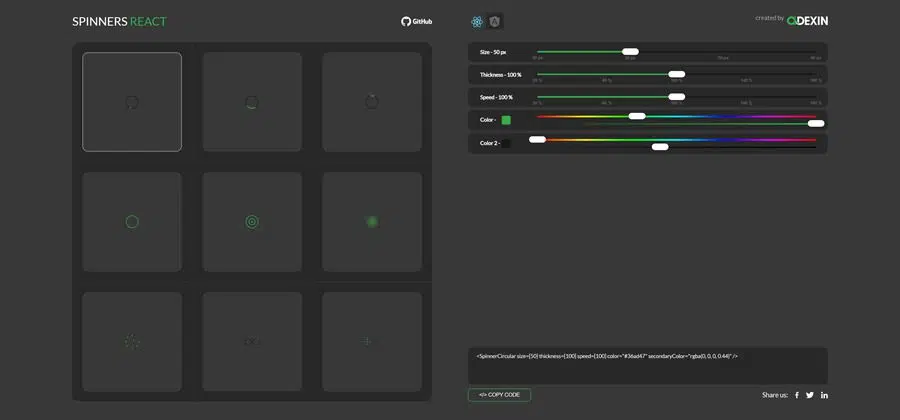 SPINNERS REACT
GitHub
created by ADEXIN
Size - 50 px
Thickness - 100 %
Speed - 100 %
Color -
Color 2 -
<SpinnerCircular size={50} thickness={100} speed={100} color="#36ad47" secondaryColor="rgba(0, 0, 0, 0.44)" />
</> COPY CODE
Share us: